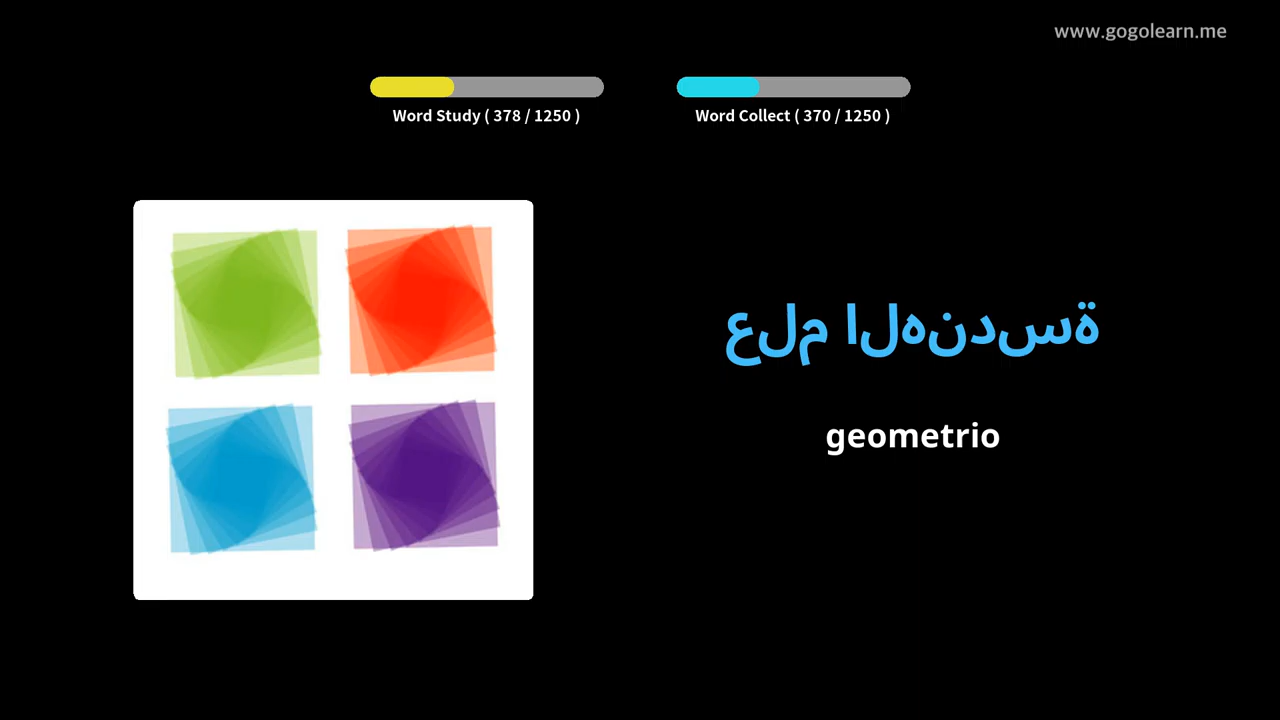 www.gogolearn.me
Word Study ( 378 / 1250 )
Word Collect ( 370 / 1250 )
علم الهندسة
geometrio